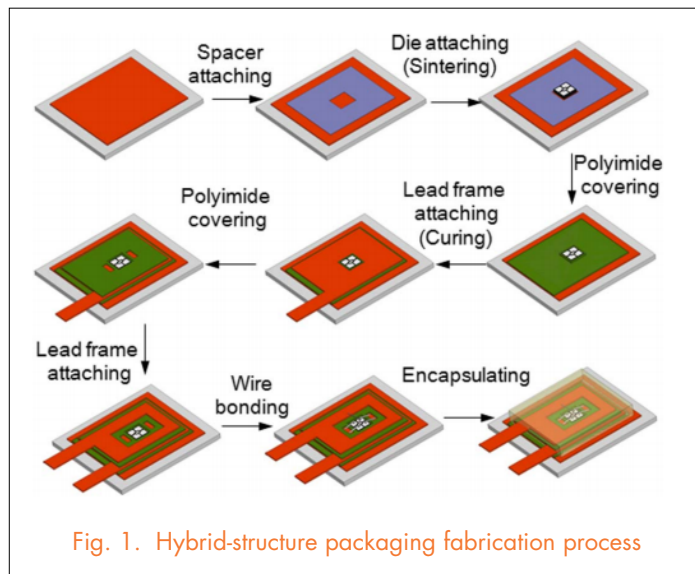 Spacer
attaching
Die attaching
(Sintering)
Polyimide
covering
Lead frame
attaching
(Curing)
Polyimide
covering
Lead frame
attaching
Wire
bonding
Encapsulating
Fig. 1. Hybrid-structure packaging fabrication process